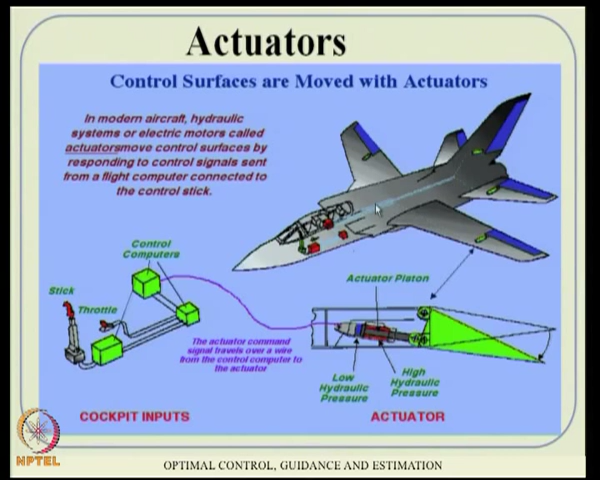 Actuators
Control Surfaces are Moved with Actuators
In modern aircraft, hydraulic
systems or electric motors called
actuatorsmove control surfaces by
responding to control signals sent
from a flight computer connected to
the control stick.
Control
Computers
Stick
Throttle
Actuator Piston
The actuator command
signal travels over a wire
from the control computer to
the actuator
Low
Hydraulic
Pressure
High
Hydraulic
Pressure
COCKPIT INPUTS
ACTUATOR
NPTEL
OPTIMAL CONTROL, GUIDANCE AND ESTIMATION